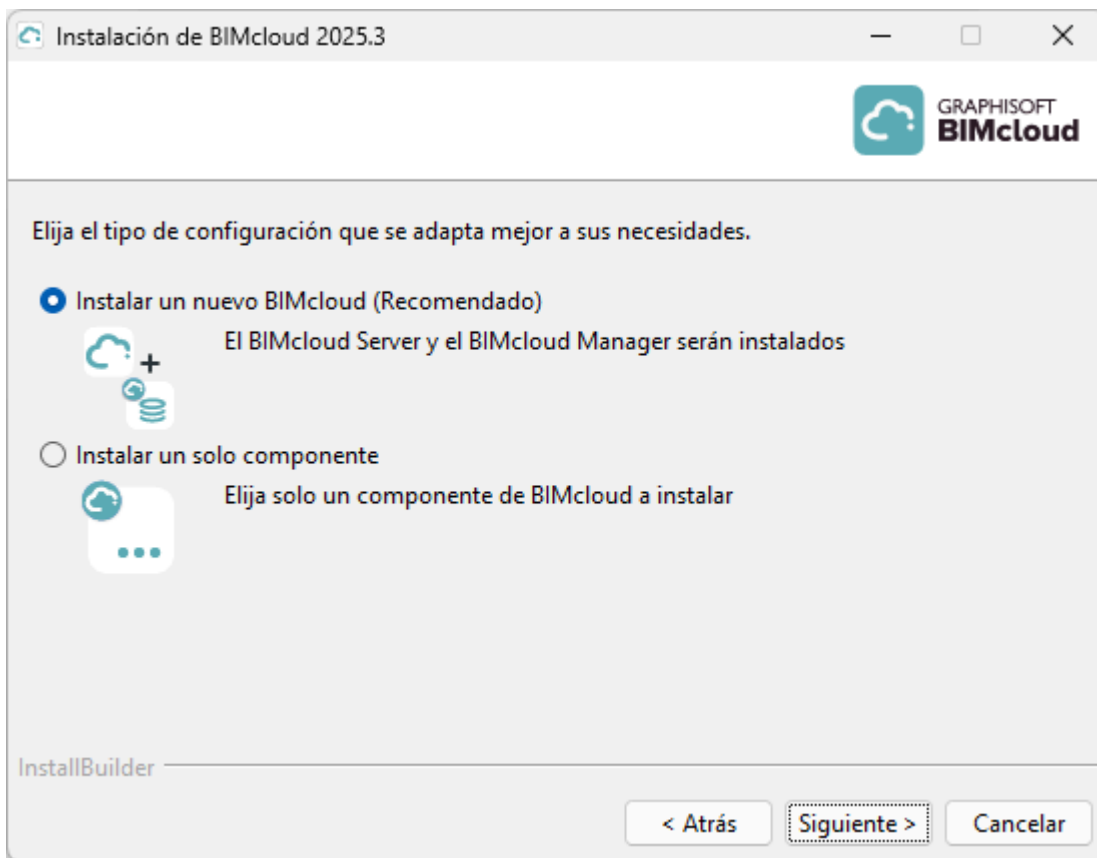 Instalación de BIMcloud 2025.3
GRAPHISOFT
BIMcloud
Elija el tipo de configuración que se adapta mejor a sus necesidades.
Instalar un nuevo BIMcloud (Recomendado)
El BIMcloud Server y el BIMcloud Manager serán instalados
Instalar un solo componente
Elija solo un componente de BIMcloud a instalar
InstallBuilder
< Atrás Siguiente > Cancelar